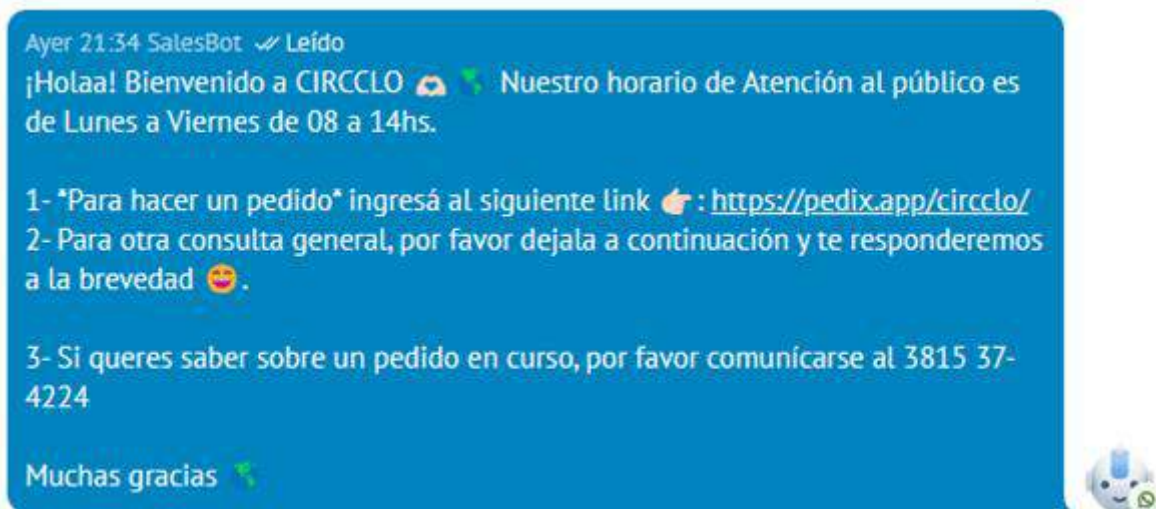 Ayer 21:34 SalesBot ✓✓ Leído
¡Holaa! Bienvenido a CIRCCLO 🫶🏻 🌎 Nuestro horario de Atención al público es
de Lunes a Viernes de 08 a 14hs.
1- *Para hacer un pedido* ingresá al siguiente link 👉🏻: https://pedix.app/circclo/
2- Para otra consulta general, por favor dejala a continuación y te responderemos
a la brevedad 🤩.
3- Si queres saber sobre un pedido en curso, por favor comunícarse al 3815 37-
4224
Muchas gracias 🌎